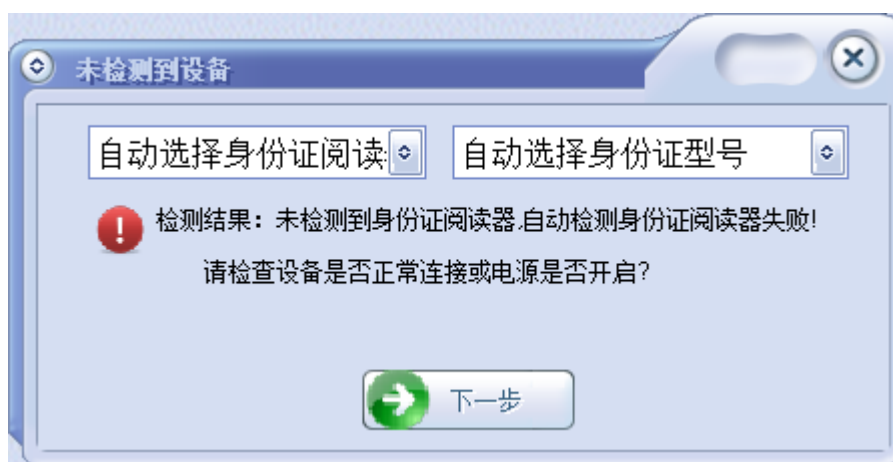 未检测到设备
自动选择身份证阅读
自动选择身份证型号
检测结果：未检测到身份证阅读器,自动检测身份证阅读器失败!
请检查设备是否正常连接或电源是否开启?
下一步